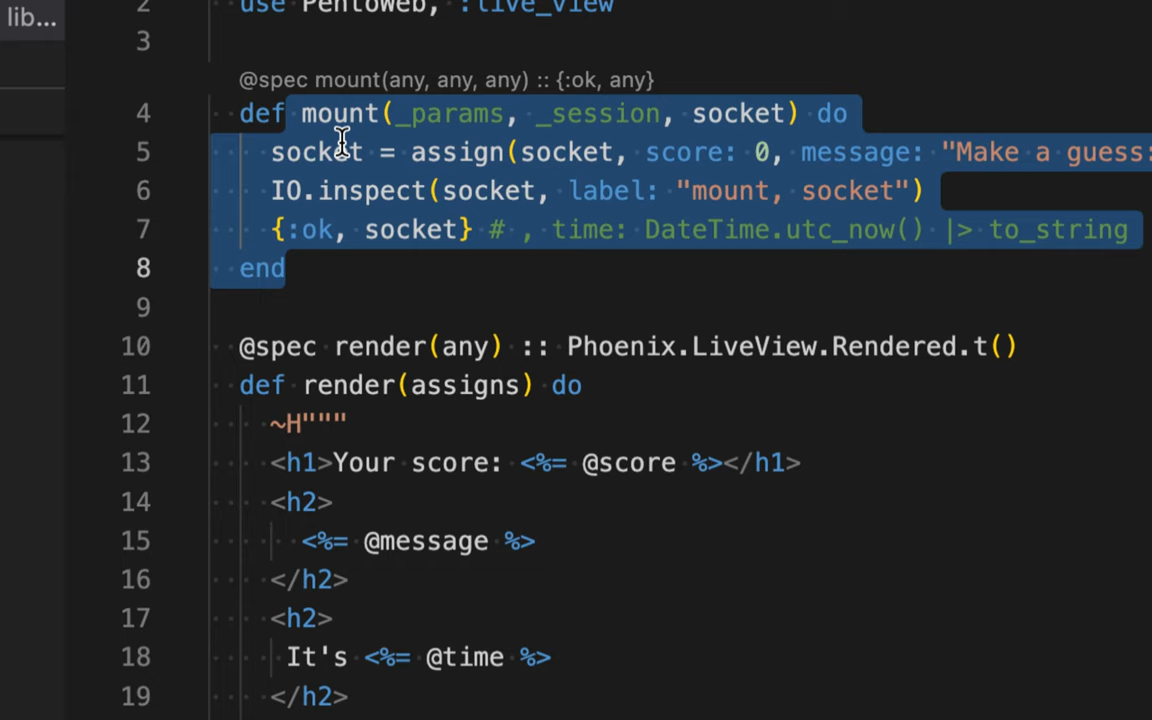 lib...
2 use PentoWeb, :live_view
3
@spec mount(any, any, any) :: {:ok, any}
4 def mount(_params, _session, socket) do
5 socket = assign(socket, score: 0, message: "Make a guess:
6 IO.inspect(socket, label: "mount, socket")
7 {:ok, socket} # , time: DateTime.utc_now() |> to_string
8 end
9
10 @spec render(any) :: Phoenix.LiveView.Rendered.t()
11 def render(assigns) do
12 ~H"""
13 <h1>Your score: <%= @score %></h1>
14 <h2>
15 <%= @message %>
16 </h2>
17 <h2>
18 It's <%= @time %>
19 </h2>